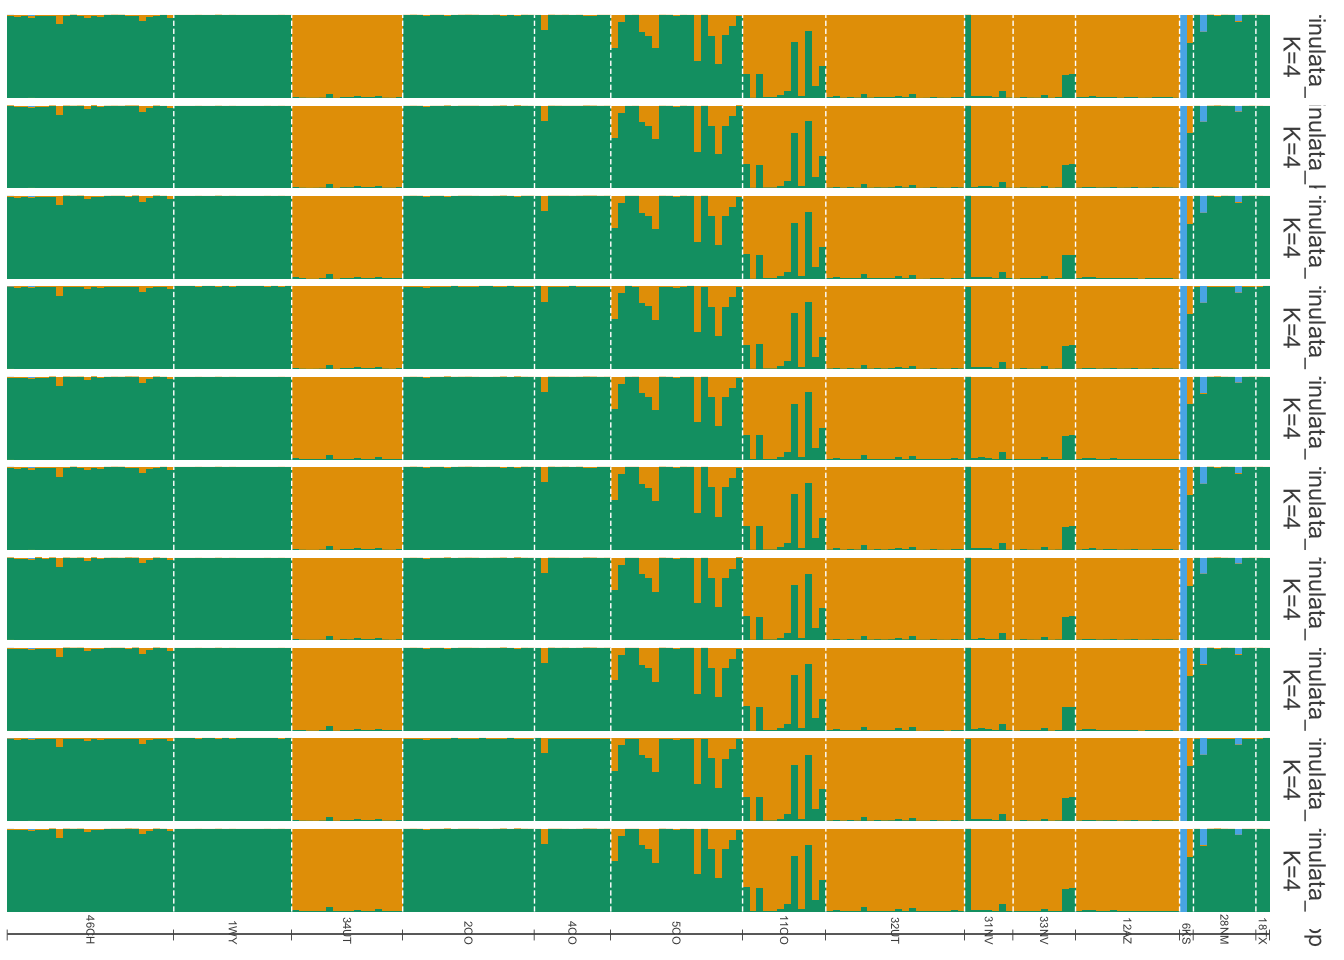 inulata_
K=4
inulata_
K=4
inulata_
K=4
inulata_
K=4
inulata_
K=4
inulata_
K=4
inulata_
K=4
inulata_
K=4
inulata_
K=4
inulata_
K=4
46CH
1WY
34UT
2CO
4CO
5CO
11CO
32UT
31NV
33NV
12AZ
6KS
28NM
18TX